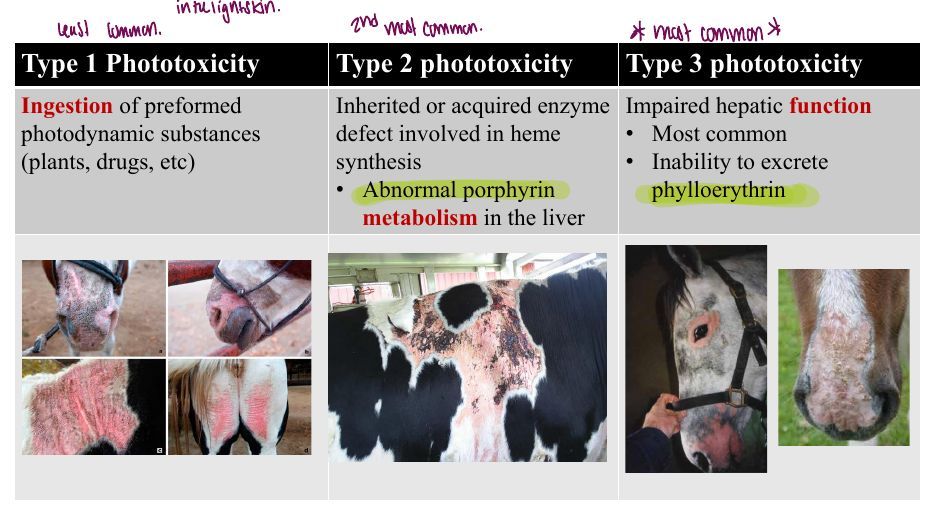 in the light skin.
least common.
2nd most common.
* most common *
Type 1 Phototoxicity
Type 2 phototoxicity
Type 3 phototoxicity
Ingestion of preformed
photodynamic substances
(plants, drugs, etc)
Inherited or acquired enzyme
defect involved in heme
synthesis
• Abnormal porphyrin
metabolism in the liver
Impaired hepatic function
• Most common
• Inability to excrete
phylloerythrin
a
b
c
d